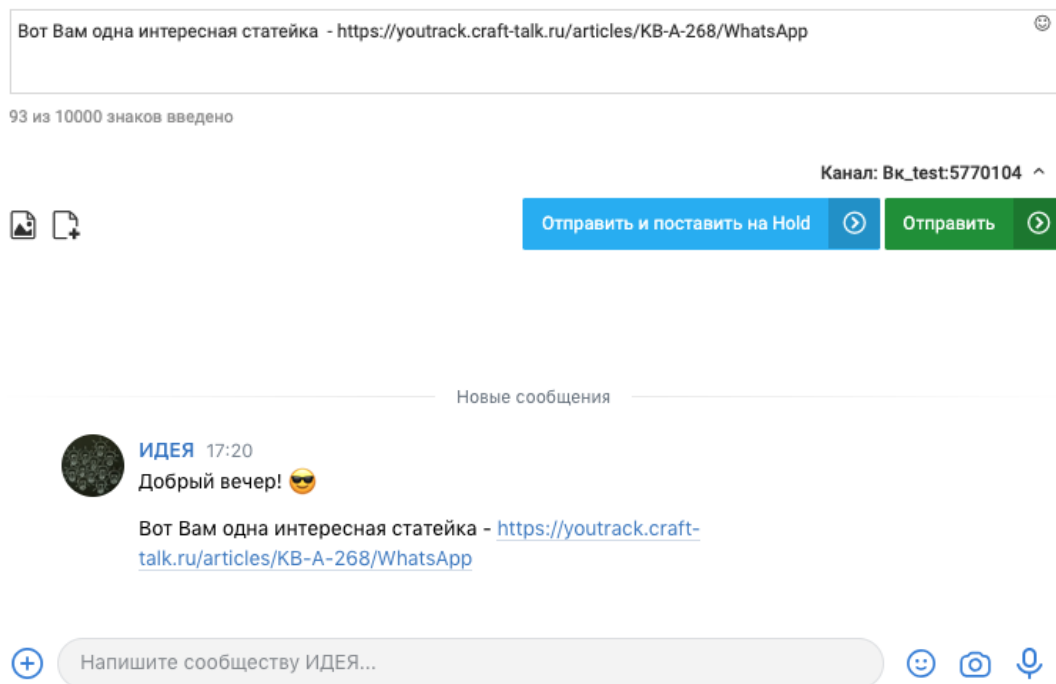 Вот Вам одна интересная статейка - https://youtrack.craft-talk.ru/articles/KB-A-268/WhatsApp
93 из 10000 знаков введено
Канал: Вк_test:5770104
Отправить и поставить на Hold
Отправить
Новые сообщения
ИДЕЯ 17:20
Добрый вечер! 😎
Вот Вам одна интересная статейка - https://youtrack.craft-
talk.ru/articles/KB-A-268/WhatsApp
Напишите сообществу ИДЕЯ...